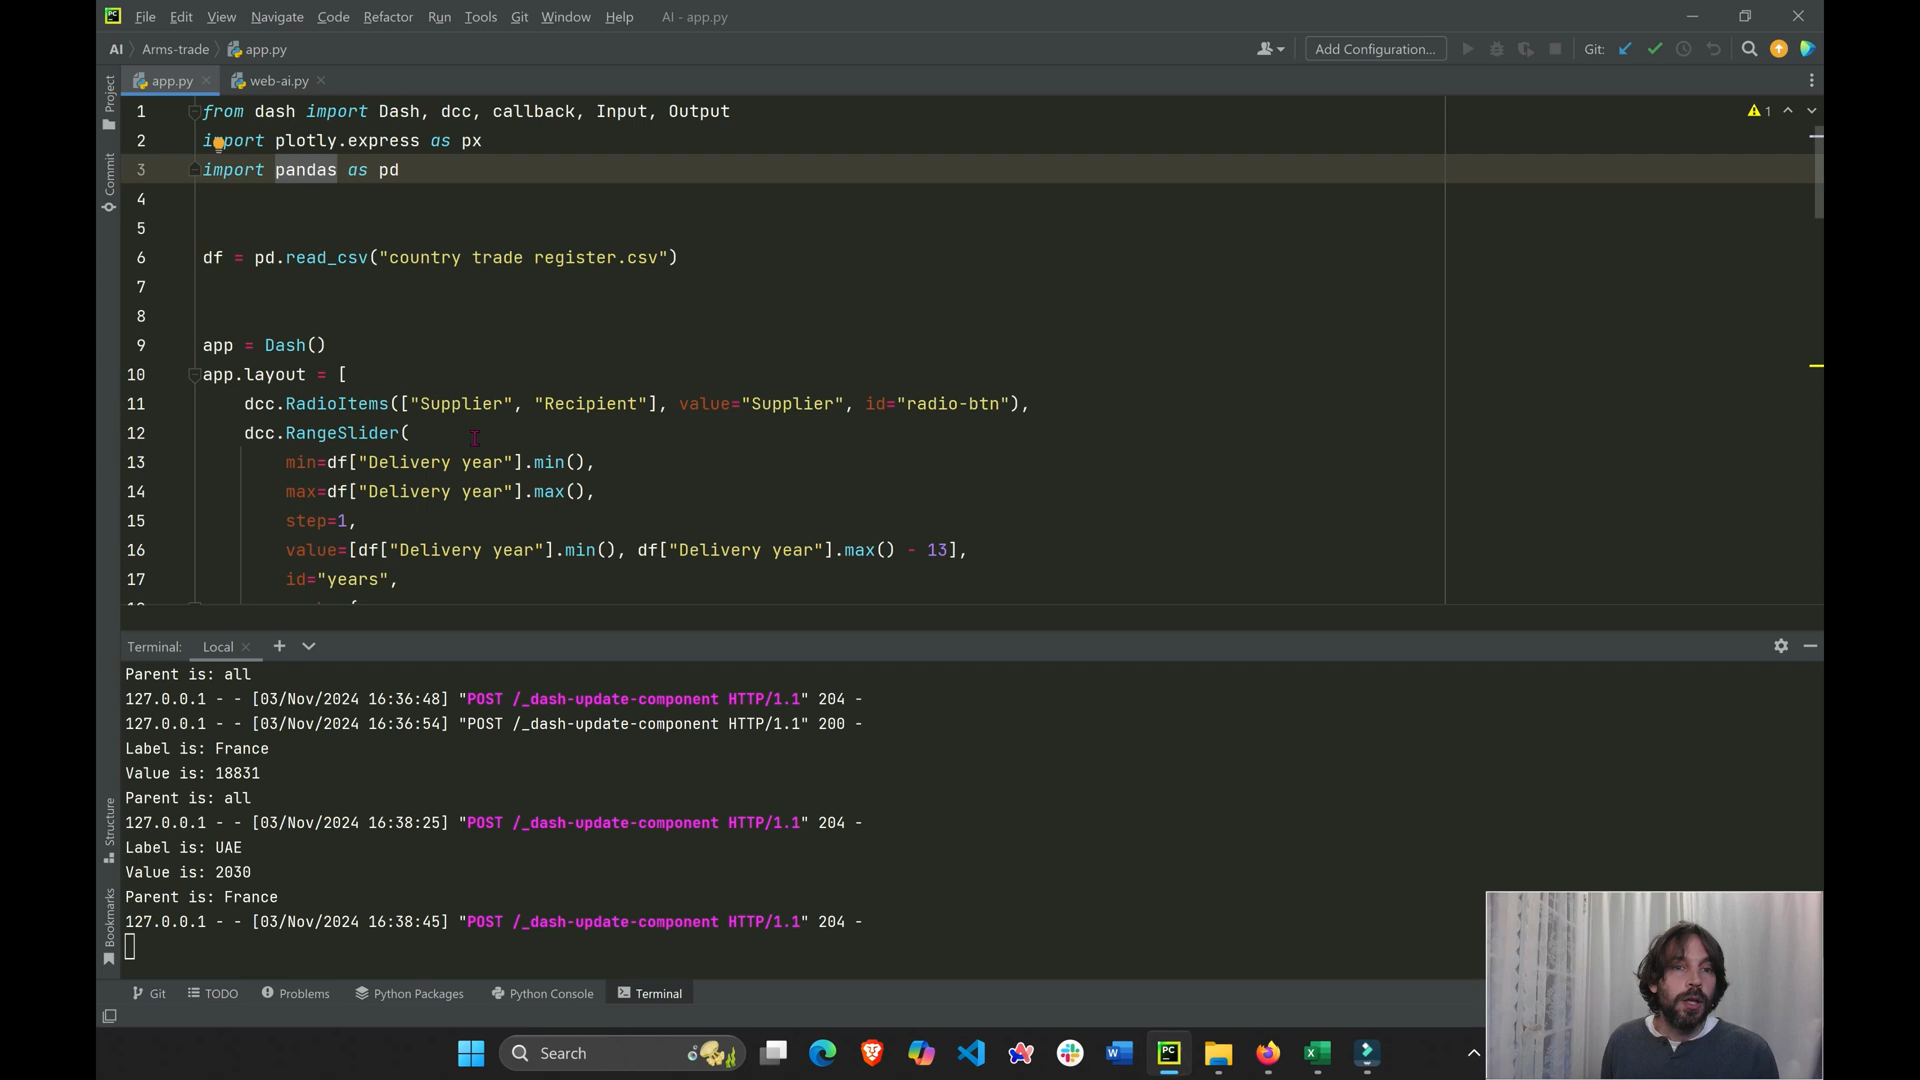 File Edit View Navigate Code Refactor Run Tools Git Window Help AI - app.py
AI Arms-trade app.py Add Configuration... Git:
app.py web-ai.py
Project
Commit
Structure
Bookmarks
1 from dash import Dash, dcc, callback, Input, Output
2 import plotly.express as px
3 import pandas as pd
4
5
6 df = pd.read_csv("country trade register.csv")
7
8
9 app = Dash()
10 app.layout = [
11 dcc.RadioItems(["Supplier", "Recipient"], value="Supplier", id="radio-btn"),
12 dcc.RangeSlider(
13 min=df["Delivery year"].min(),
14 max=df["Delivery year"].max(),
15 step=1,
16 value=[df["Delivery year"].min(), df["Delivery year"].max() - 13],
17 id="years",
1
Terminal: Local
Parent is: all
127.0.0.1 - - [03/Nov/2024 16:36:48] "POST /_dash-update-component HTTP/1.1" 204 -
127.0.0.1 - - [03/Nov/2024 16:36:54] "POST /_dash-update-component HTTP/1.1" 200 -
Label is: France
Value is: 18831
Parent is: all
127.0.0.1 - - [03/Nov/2024 16:38:25] "POST /_dash-update-component HTTP/1.1" 204 -
Label is: UAE
Value is: 2030
Parent is: France
127.0.0.1 - - [03/Nov/2024 16:38:45] "POST /_dash-update-component HTTP/1.1" 204 -
Git TODO Problems Python Packages Python Console Terminal
Search